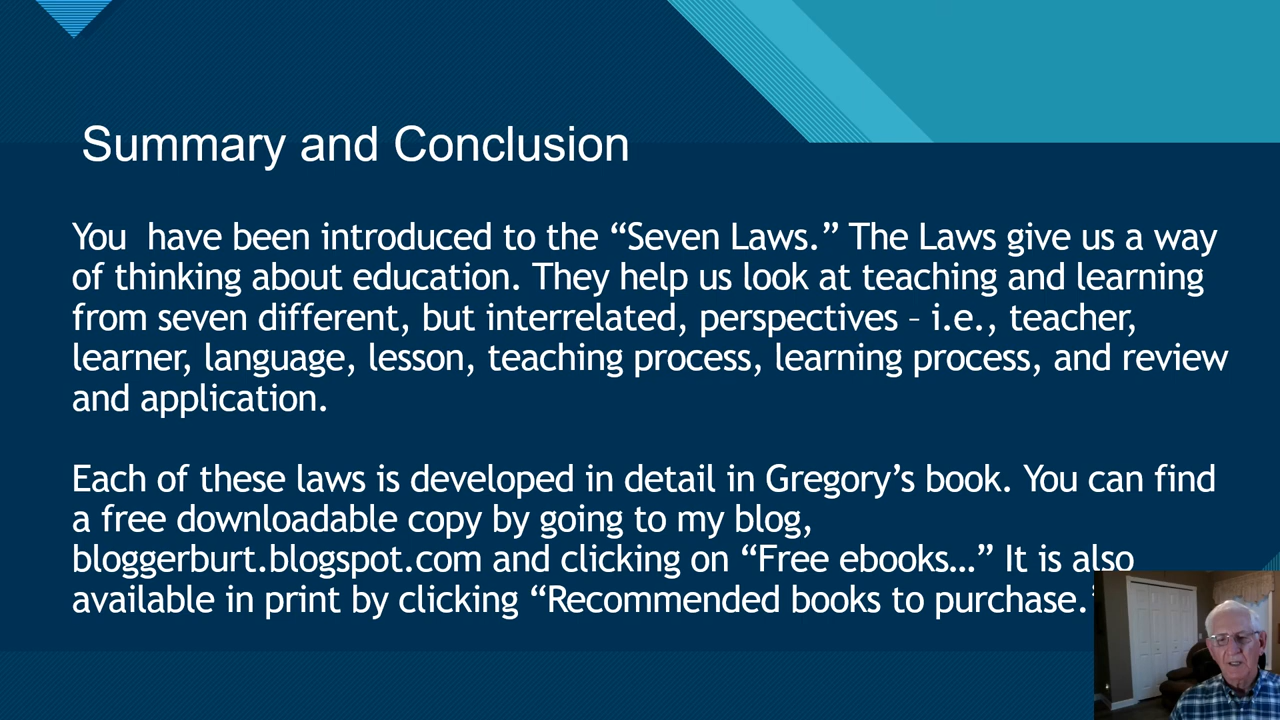 Summary and Conclusion
You  have been introduced to the “Seven Laws.” The Laws give us a way
of thinking about education. They help us look at teaching and learning
from seven different, but interrelated, perspectives – i.e., teacher,
learner, language, lesson, teaching process, learning process, and review
and application.
Each of these laws is developed in detail in Gregory’s book. You can find
a free downloadable copy by going to my blog,
bloggerburt.blogspot.com and clicking on “Free ebooks…” It is also
available in print by clicking “Recommended books to purchase.”